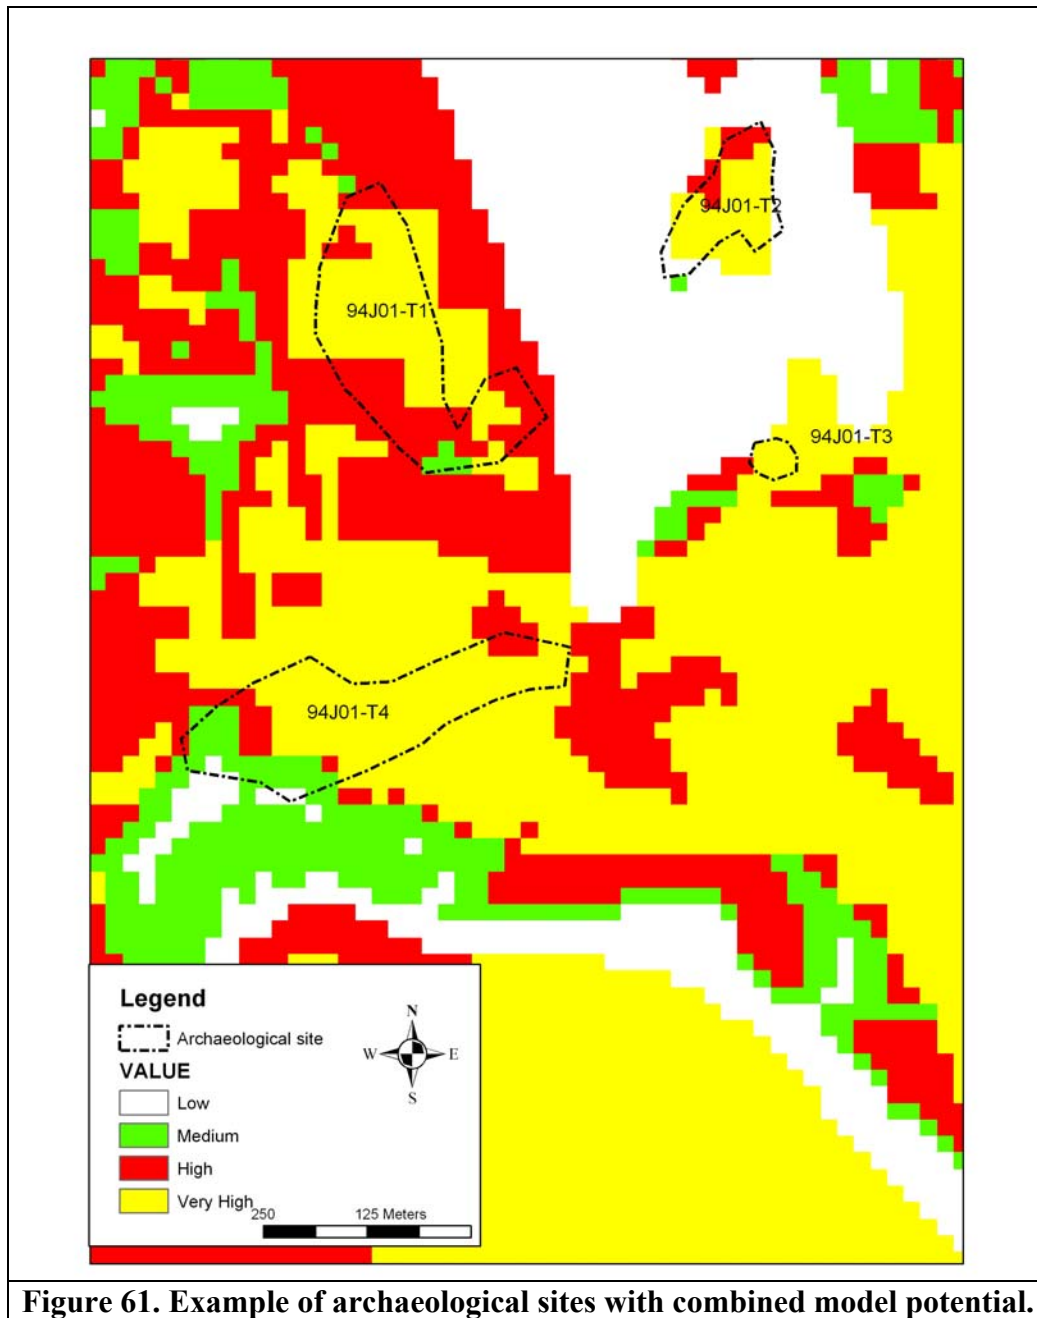 94J01-T2
94J01-T1
94J01-T3
94J01-T4
Legend
Archaeological site
VALUE
Low
Medium
High
Very High
N
W E
S
250 125 Meters
Figure 61. Example of archaeological sites with combined model potential.